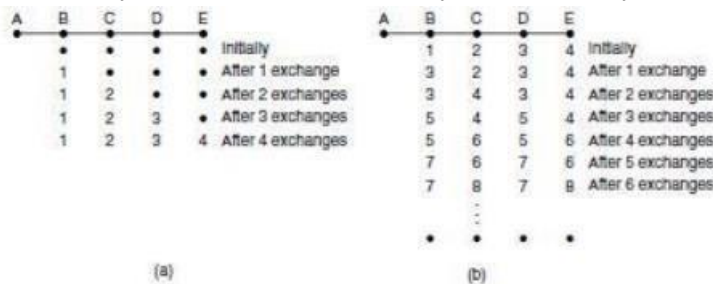 A B C D E
• • • • Initially
1 • • • After 1 exchange
1 2 • • After 2 exchanges
1 2 3 • After 3 exchanges
1 2 3 4 After 4 exchanges
(a)
A B C D E
1 2 3 4 Initially
3 2 3 4 After 1 exchange
3 4 3 4 After 2 exchanges
5 4 5 4 After 3 exchanges
5 6 5 6 After 4 exchanges
7 6 7 6 After 5 exchanges
7 8 7 8 After 6 exchanges
⋮
• • • •
(b)